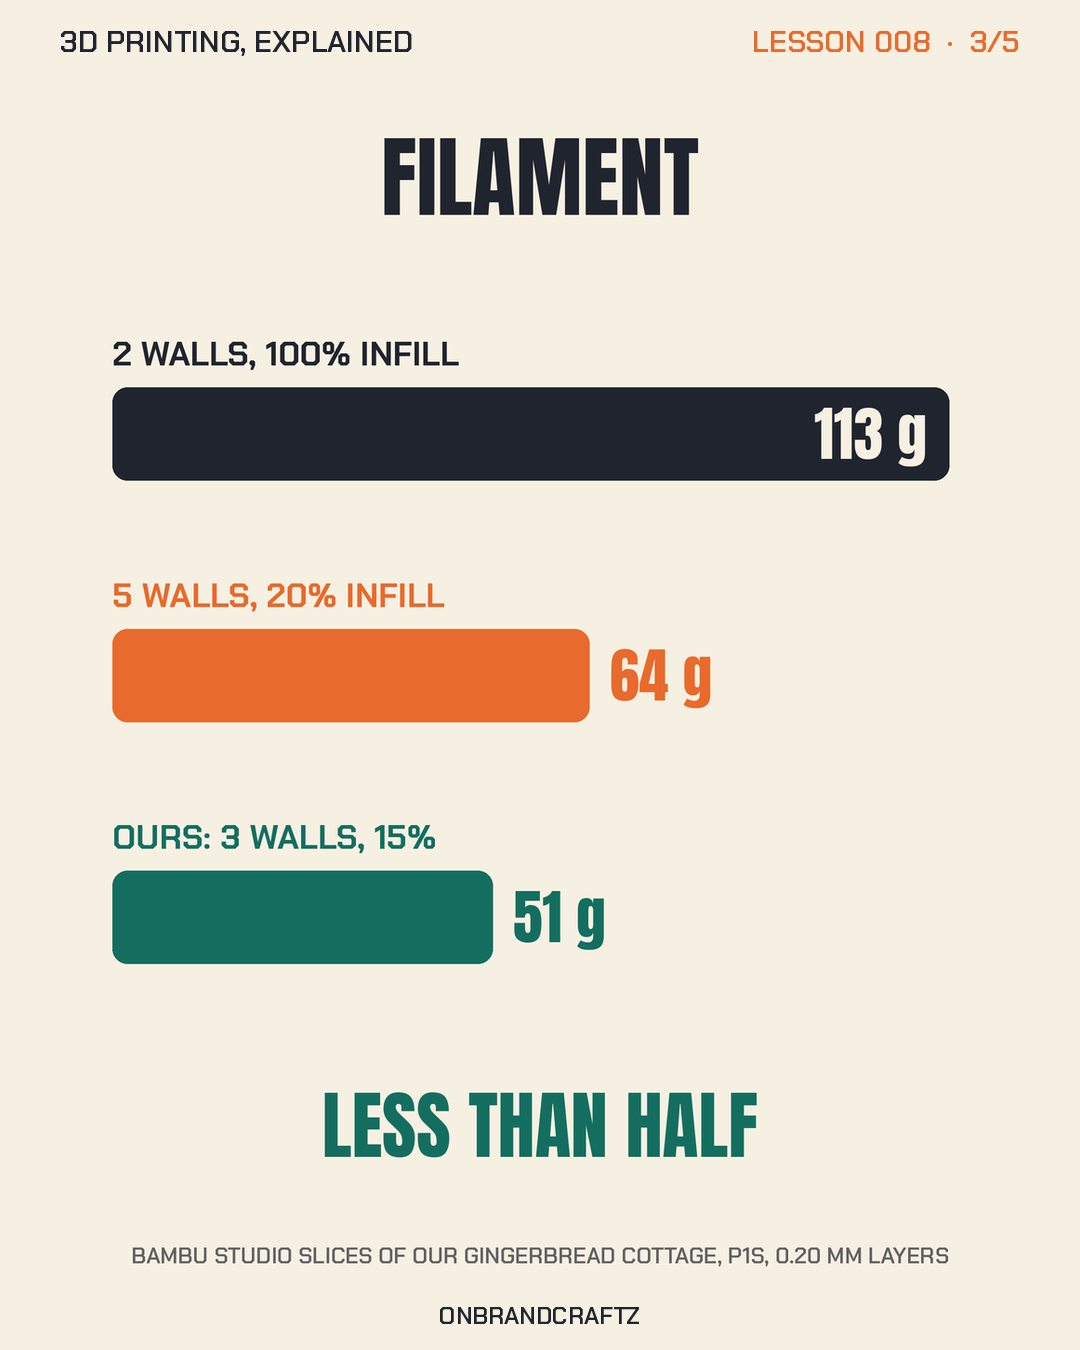 3D PRINTING, EXPLAINED
LESSON 008 · 3/5
FILAMENT
2 WALLS, 100% INFILL
113 g
5 WALLS, 20% INFILL
64 g
OURS: 3 WALLS, 15%
51 g
LESS THAN HALF
BAMBU STUDIO SLICES OF OUR GINGERBREAD COTTAGE, P1S, 0.20 MM LAYERS
ONBRANDCRAFTZ